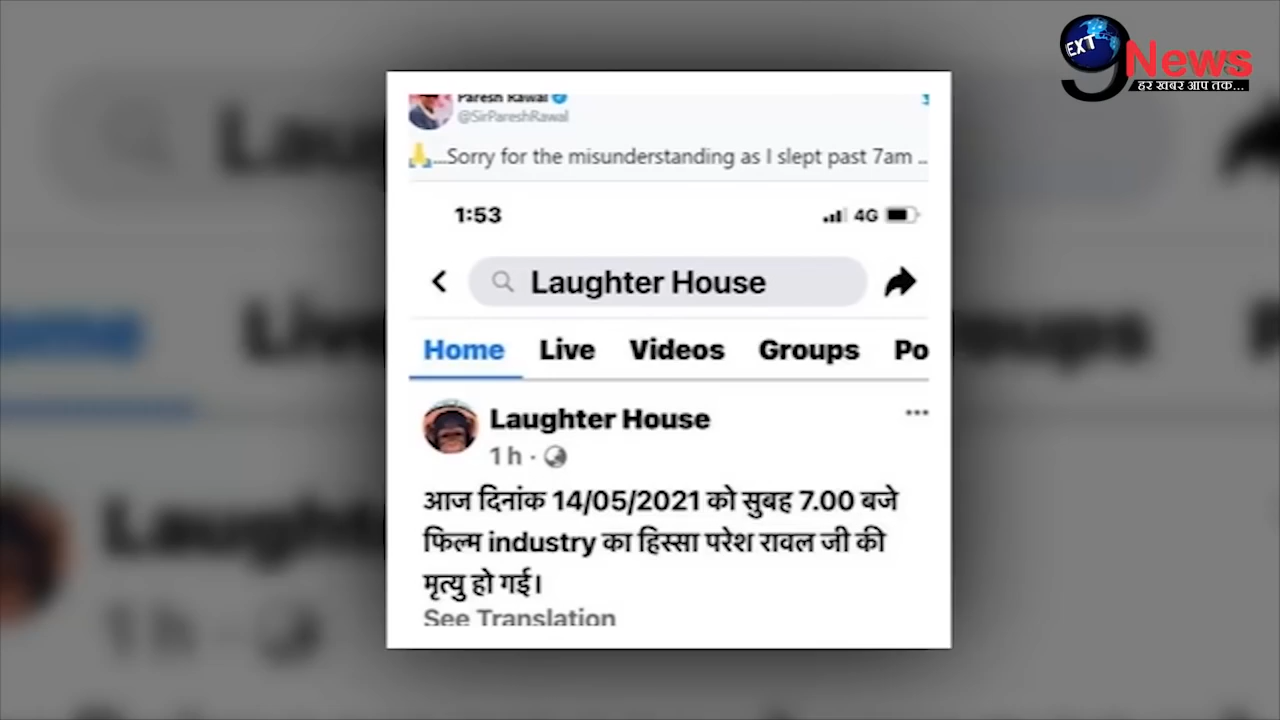 EXT
9 News
हर खबर आप तक...
Paresh Rawal
@SirPareshRawal
🙏...Sorry for the misunderstanding as I slept past 7am ..
1:53
4G
Laughter House
Home Live Videos Groups Po
Laughter House
1 h ·
आज दिनांक 14/05/2021 को सुबह 7.00 बजे
फिल्म industry का हिस्सा परेश रावल जी की
मृत्यु हो गई।
See Translation